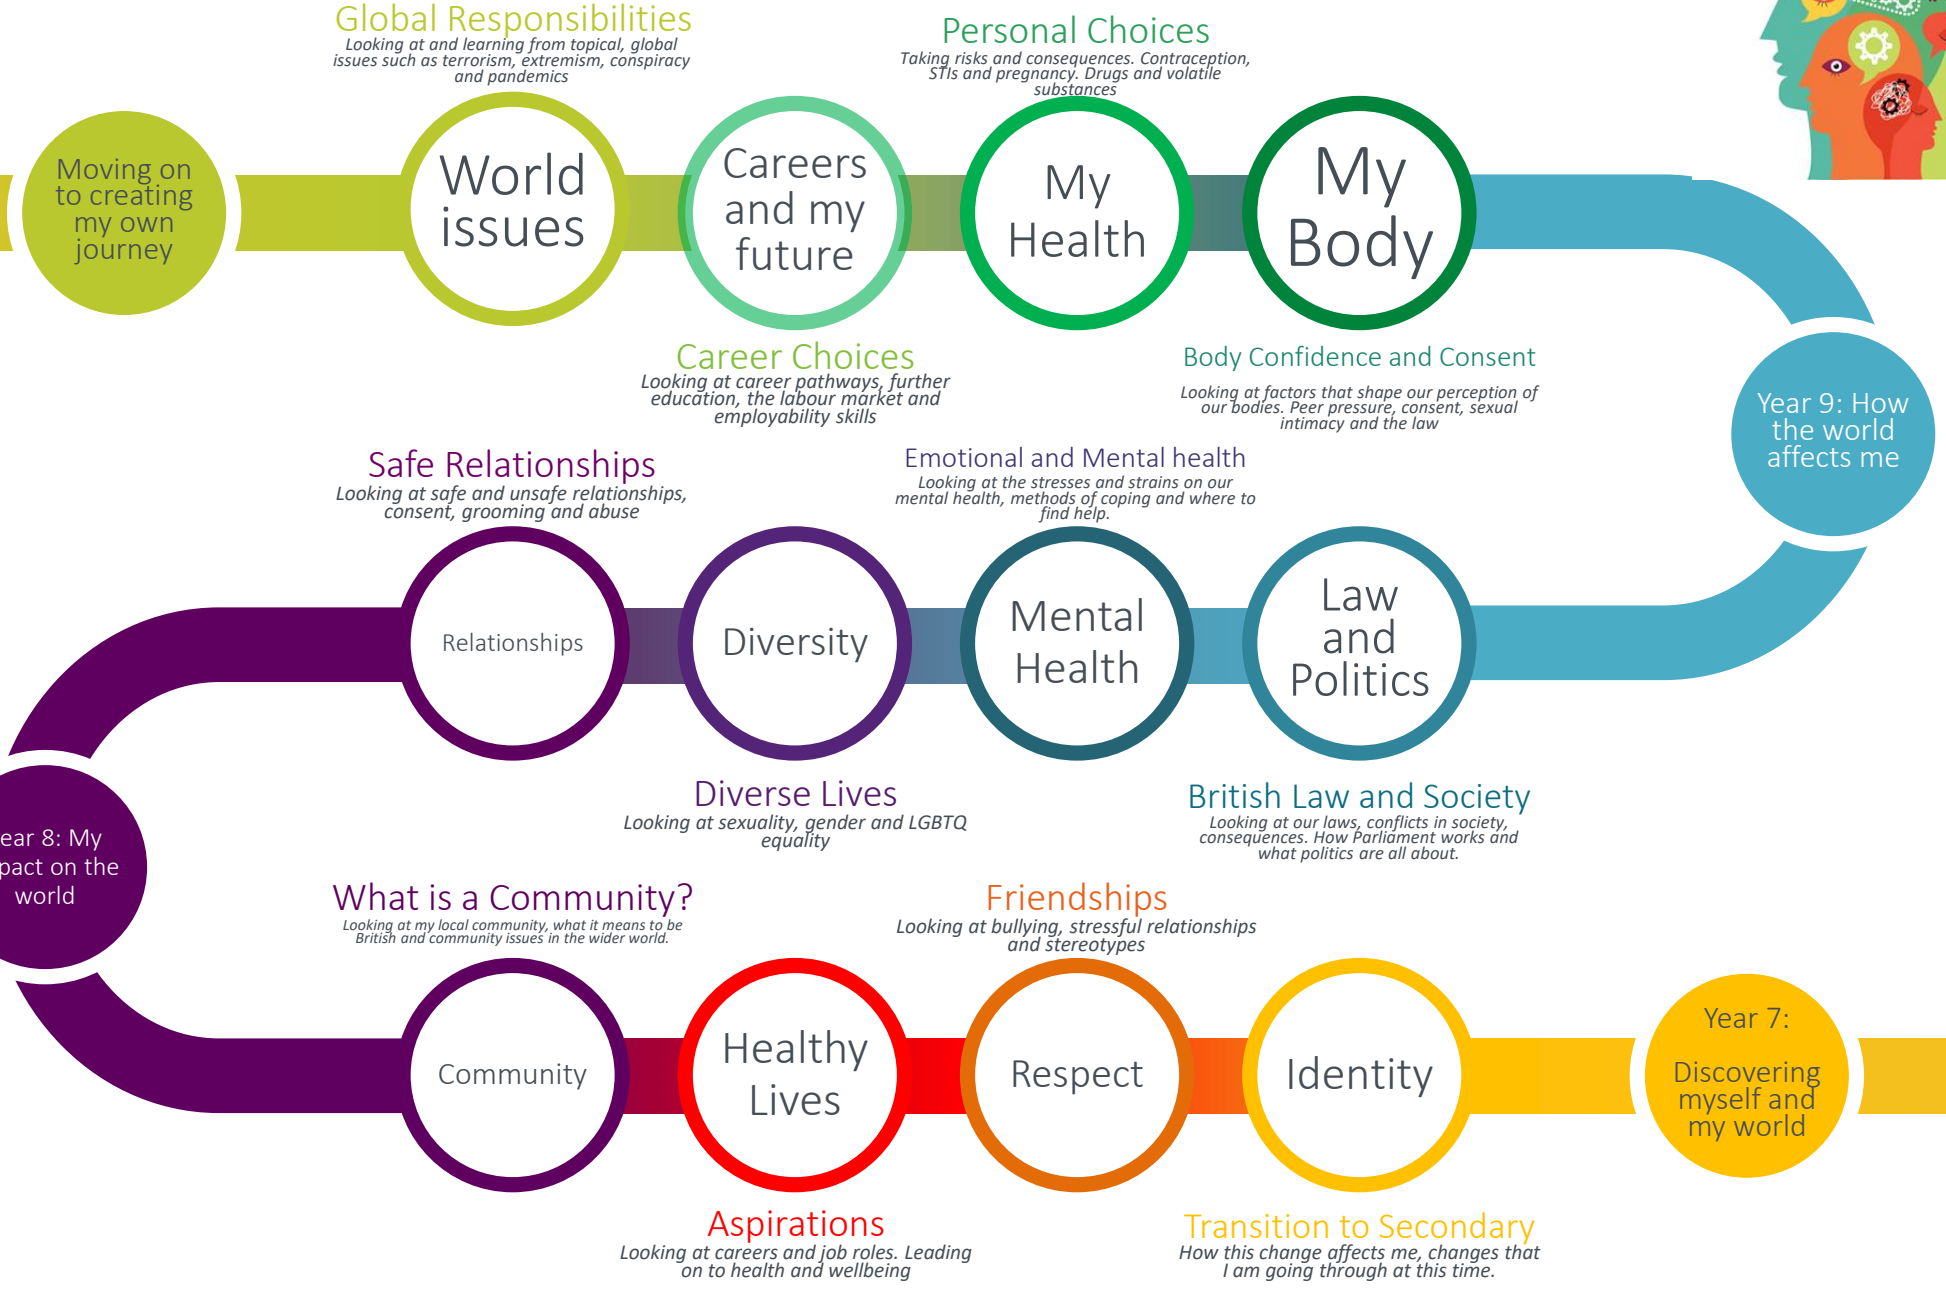 Global Responsibilities
Looking at and learning from topical, global
issues such as terrorism, extremism, conspiracy
and pandemics
Personal Choices
Taking risks and consequences. Contraception,
STIs and pregnancy. Drugs and volatile
substances
Moving on
to creating
my own
journey
World
issues
Careers
and my
future
My
Health
My
Body
Career Choices
Looking at career pathways, further
education, the labour market and
employability skills
Body Confidence and Consent
Looking at factors that shape our perception of
our bodies. Peer pressure, consent, sexual
intimacy and the law
Year 9: How
the world
affects me
Safe Relationships
Looking at safe and unsafe relationships,
consent, grooming and abuse
Emotional and Mental health
Looking at the stresses and strains on our
mental health, methods of coping and where to
find help.
Relationships
Diversity
Mental
Health
Law
and
Politics
Diverse Lives
Looking at sexuality, gender and LGBTQ
equality
British Law and Society
Looking at our laws, conflicts in society,
consequences. How Parliament works and
what politics are all about.
ear 8: My
pact on the
world
What is a Community?
Looking at my local community, what it means to be
British and community issues in the wider world.
Friendships
Looking at bullying, stressful relationships
and stereotypes
Community
Healthy
Lives
Respect
Identity
Year 7:
Discovering
myself and
my world
Aspirations
Looking at careers and job roles. Leading
on to health and wellbeing
Transition to Secondary
How this change affects me, changes that
I am going through at this time.